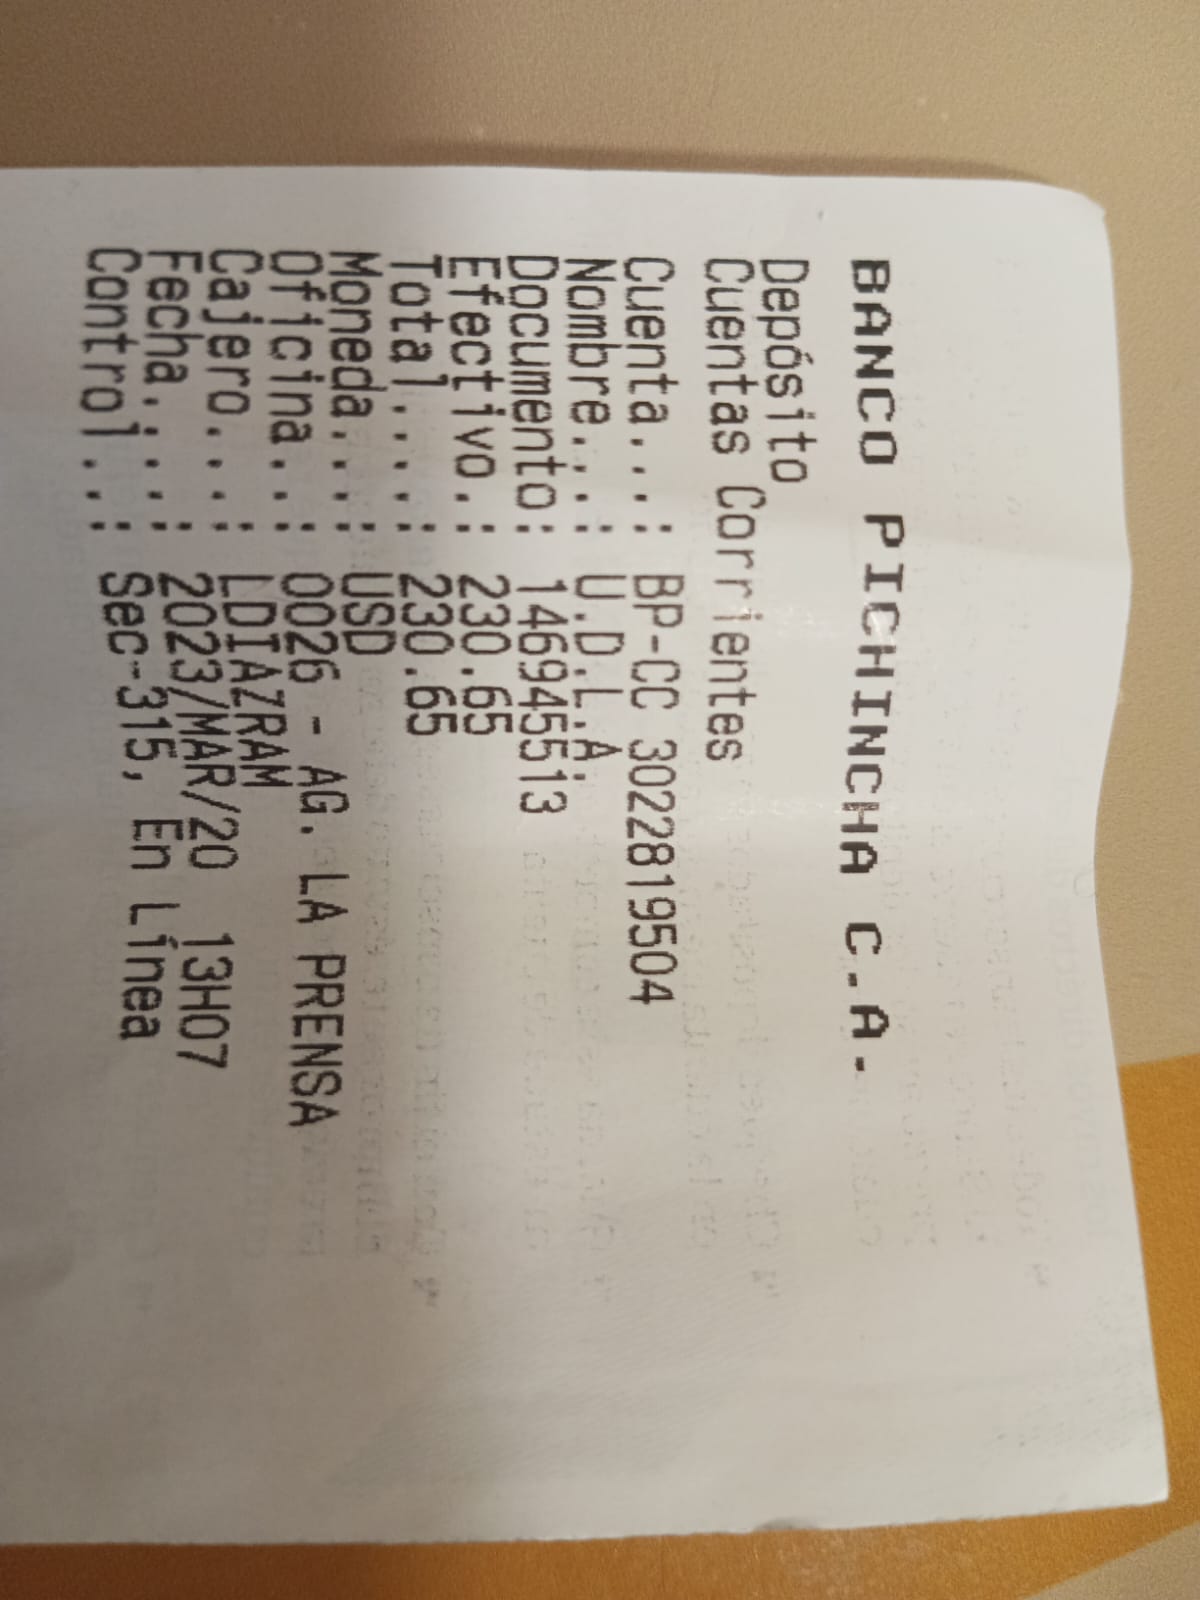 BANCO PICHINCHA C.A.
Depósito
Cuentas Corrientes
Cuenta...: BP-CC 3022819504
Nombre...: U.D.L.A.
Documento: 1469455513
Efectivo.: 230.65
Total....: 230.65
Moneda...: USD
Oficina..: 0026 - AG. LA PRENSA
Cajero...: LDIAZRAM
Fecha....: 2023/MAR/20 13H07
Control..: Sec-315, En Línea